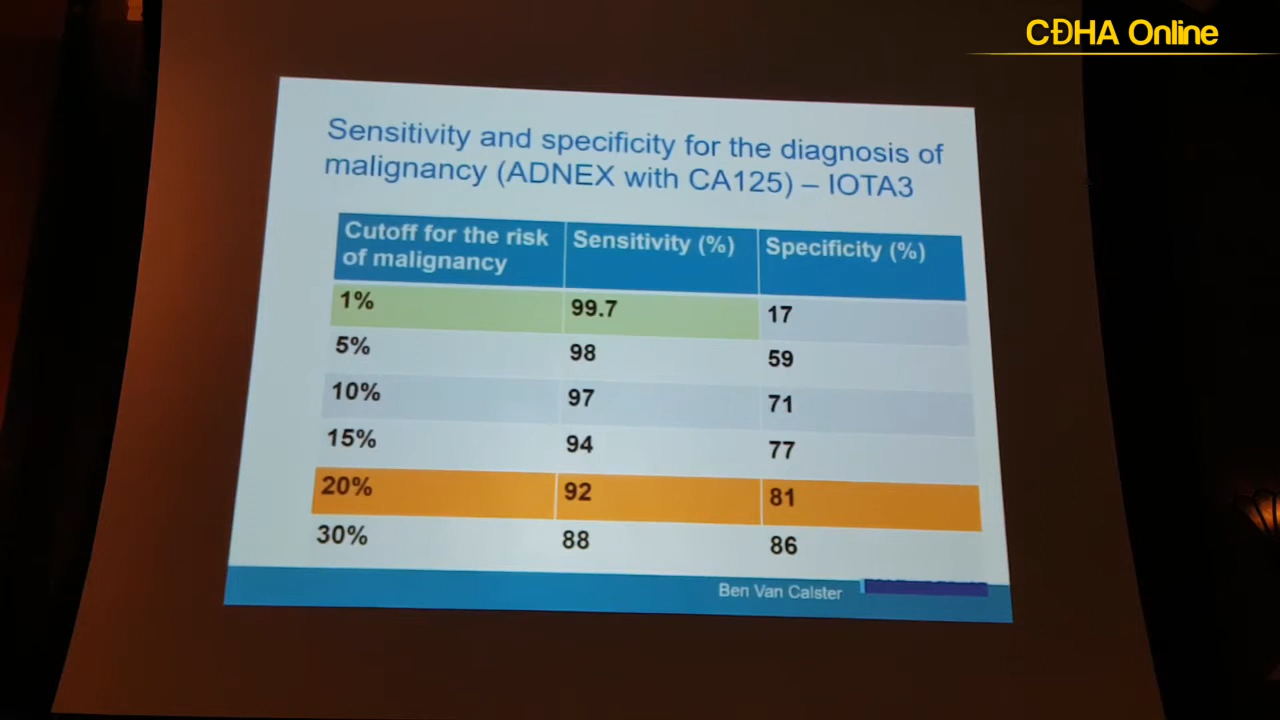 CĐHA Online
Sensitivity and specificity for the diagnosis of
malignancy (ADNEX with CA125) – IOTA3
Cutoff for the risk
of malignancy
Sensitivity (%)
Specificity (%)
1% 99.7 17
5% 98 59
10% 97 71
15% 94 77
20% 92 81
30% 88 86
Ben Van Calster